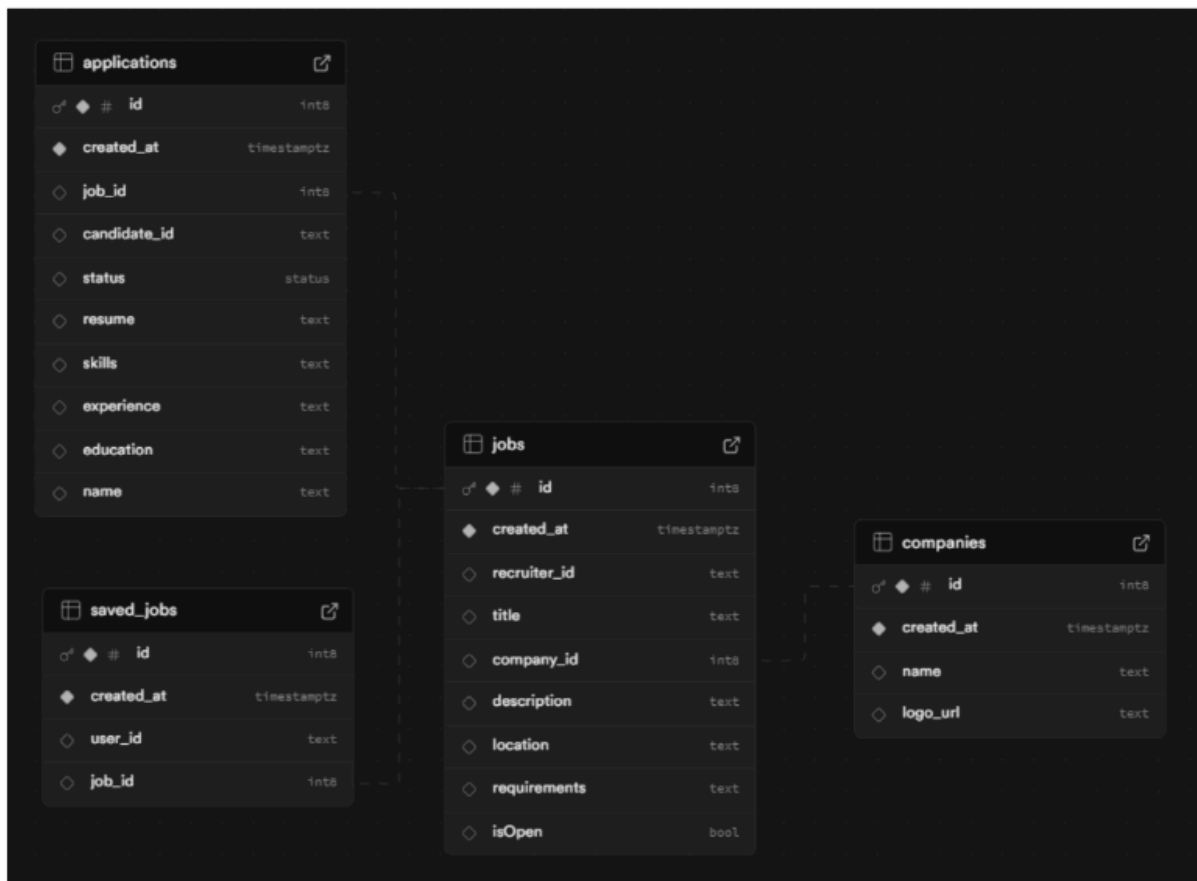 applications
# id int8
created_at timestamptz
job_id int8
candidate_id text
status status
resume text
skills text
experience text
education text
name text
saved_jobs
# id int8
created_at timestamptz
user_id text
job_id int8
jobs
# id int8
created_at timestamptz
recruiter_id text
title text
company_id int8
description text
location text
requirements text
isOpen bool
companies
# id int8
created_at timestamptz
name text
logo_url text